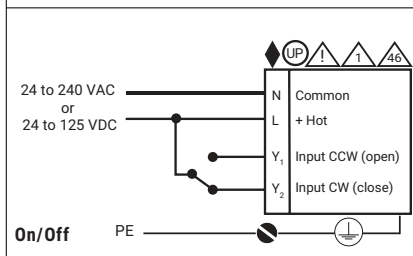 UP ! 1 46
24 to 240 VAC
or
24 to 125 VDC
N Common
L + Hot
Y₁ Input CCW (open)
Y₂ Input CW (close)
On/Off PE